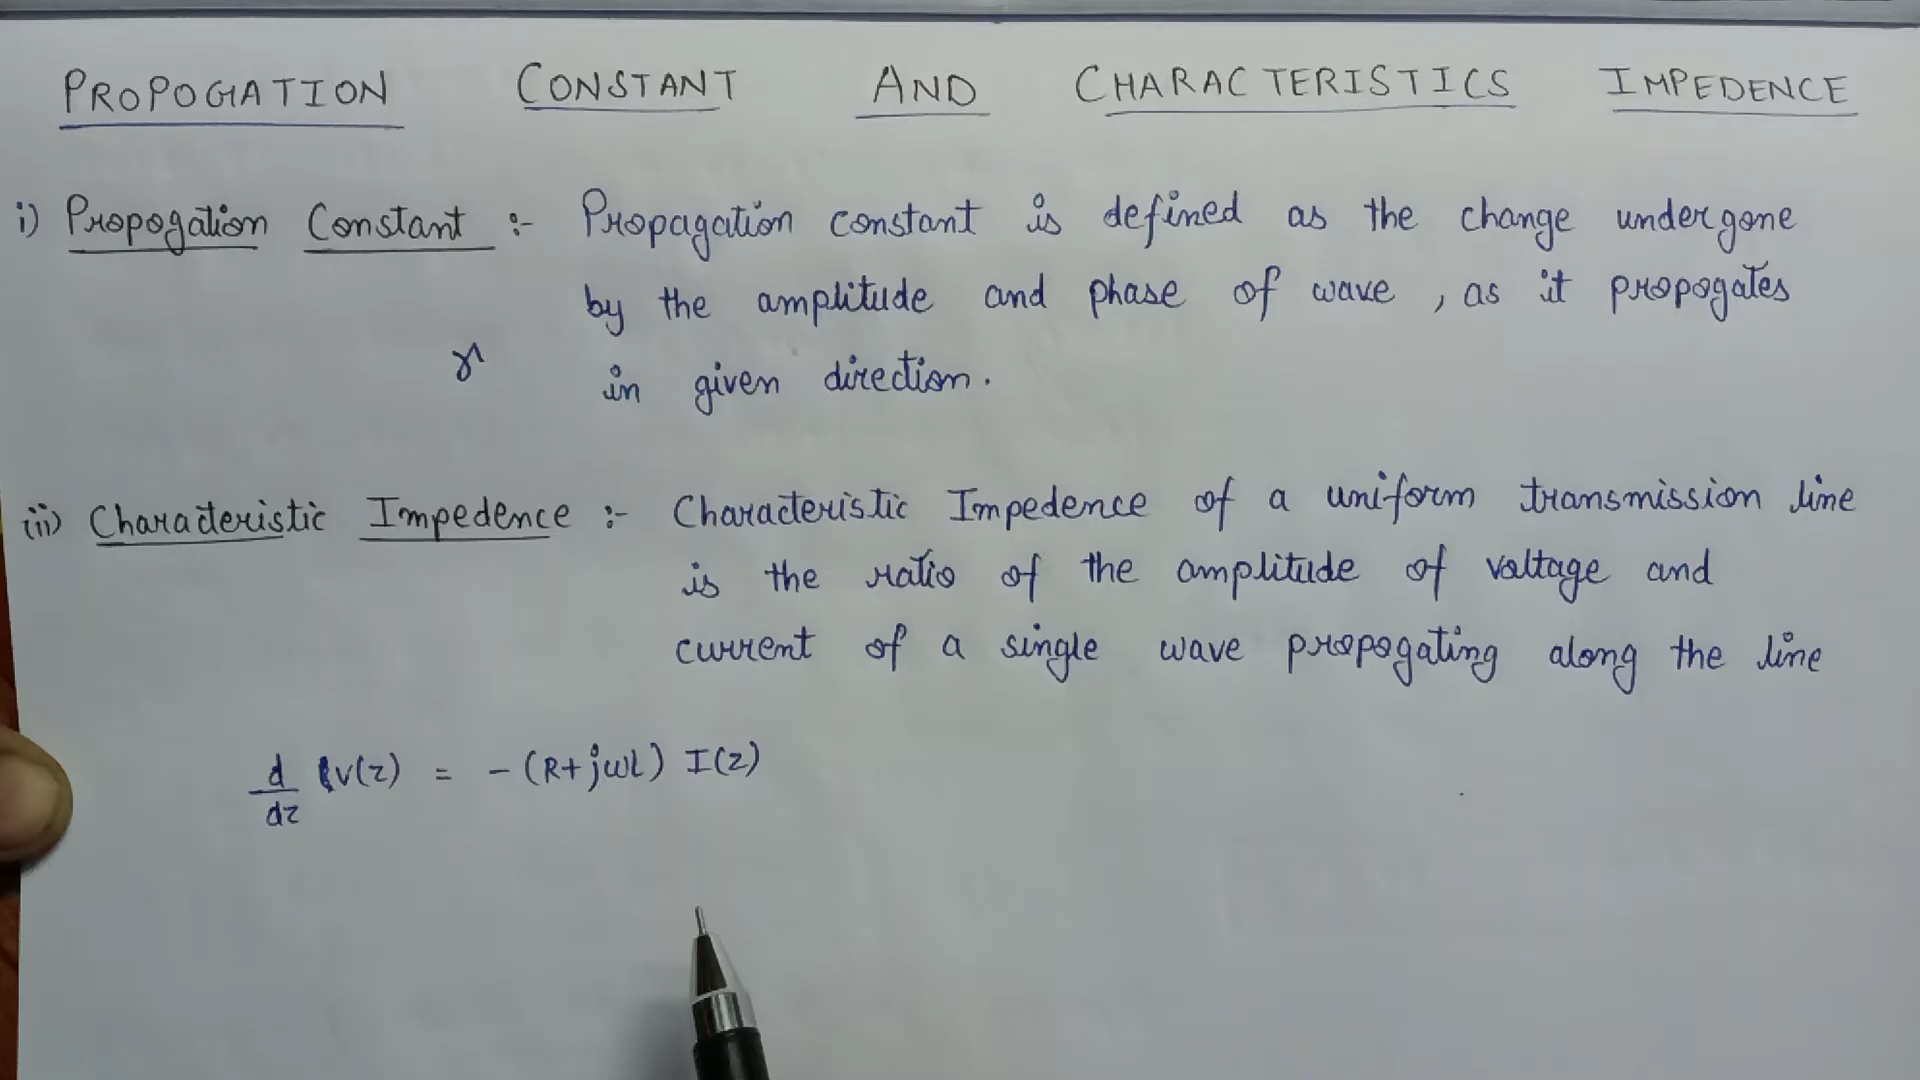 PROPOGATION CONSTANT AND CHARACTERISTICS IMPEDENCE
i) Propogation Constant :- Propagation constant is defined as the change undergone
by the amplitude and phase of wave , as it propogates
γ in given direction.
(ii) Characteristic Impedence :- Characteristic Impedence of a uniform transmission line
is the ratio of the amplitude of voltage and
current of a single wave propogating along the line
d/dz V(z) = - (R+jωL) I(z)